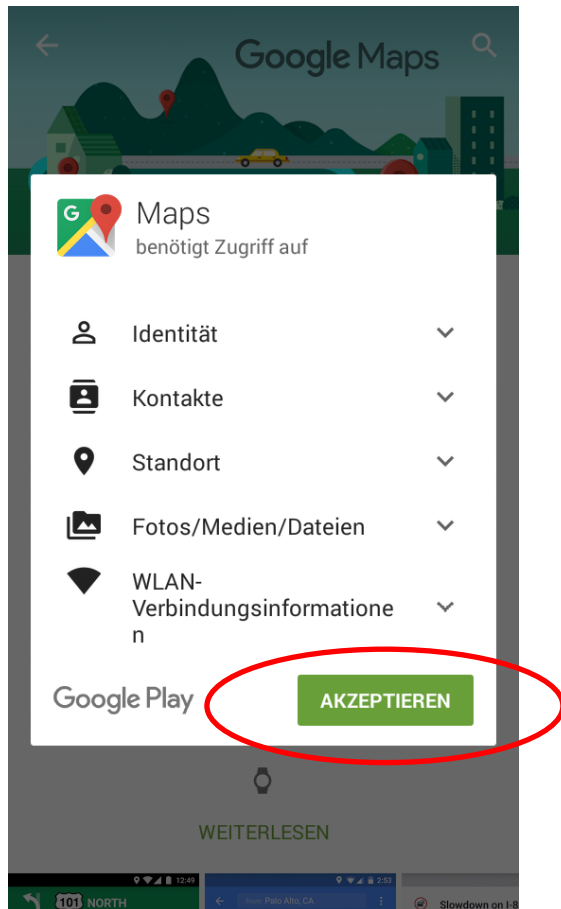 Google Maps
Maps
benötigt Zugriff auf
Identität
Kontakte
Standort
Fotos/Medien/Dateien
WLAN-
Verbindungsinformatione
n
Google Play
AKZEPTIEREN
WEITERLESEN
12:49
2:53
101 NORTH
from Palo Alto, CA
Slowdown on I-8